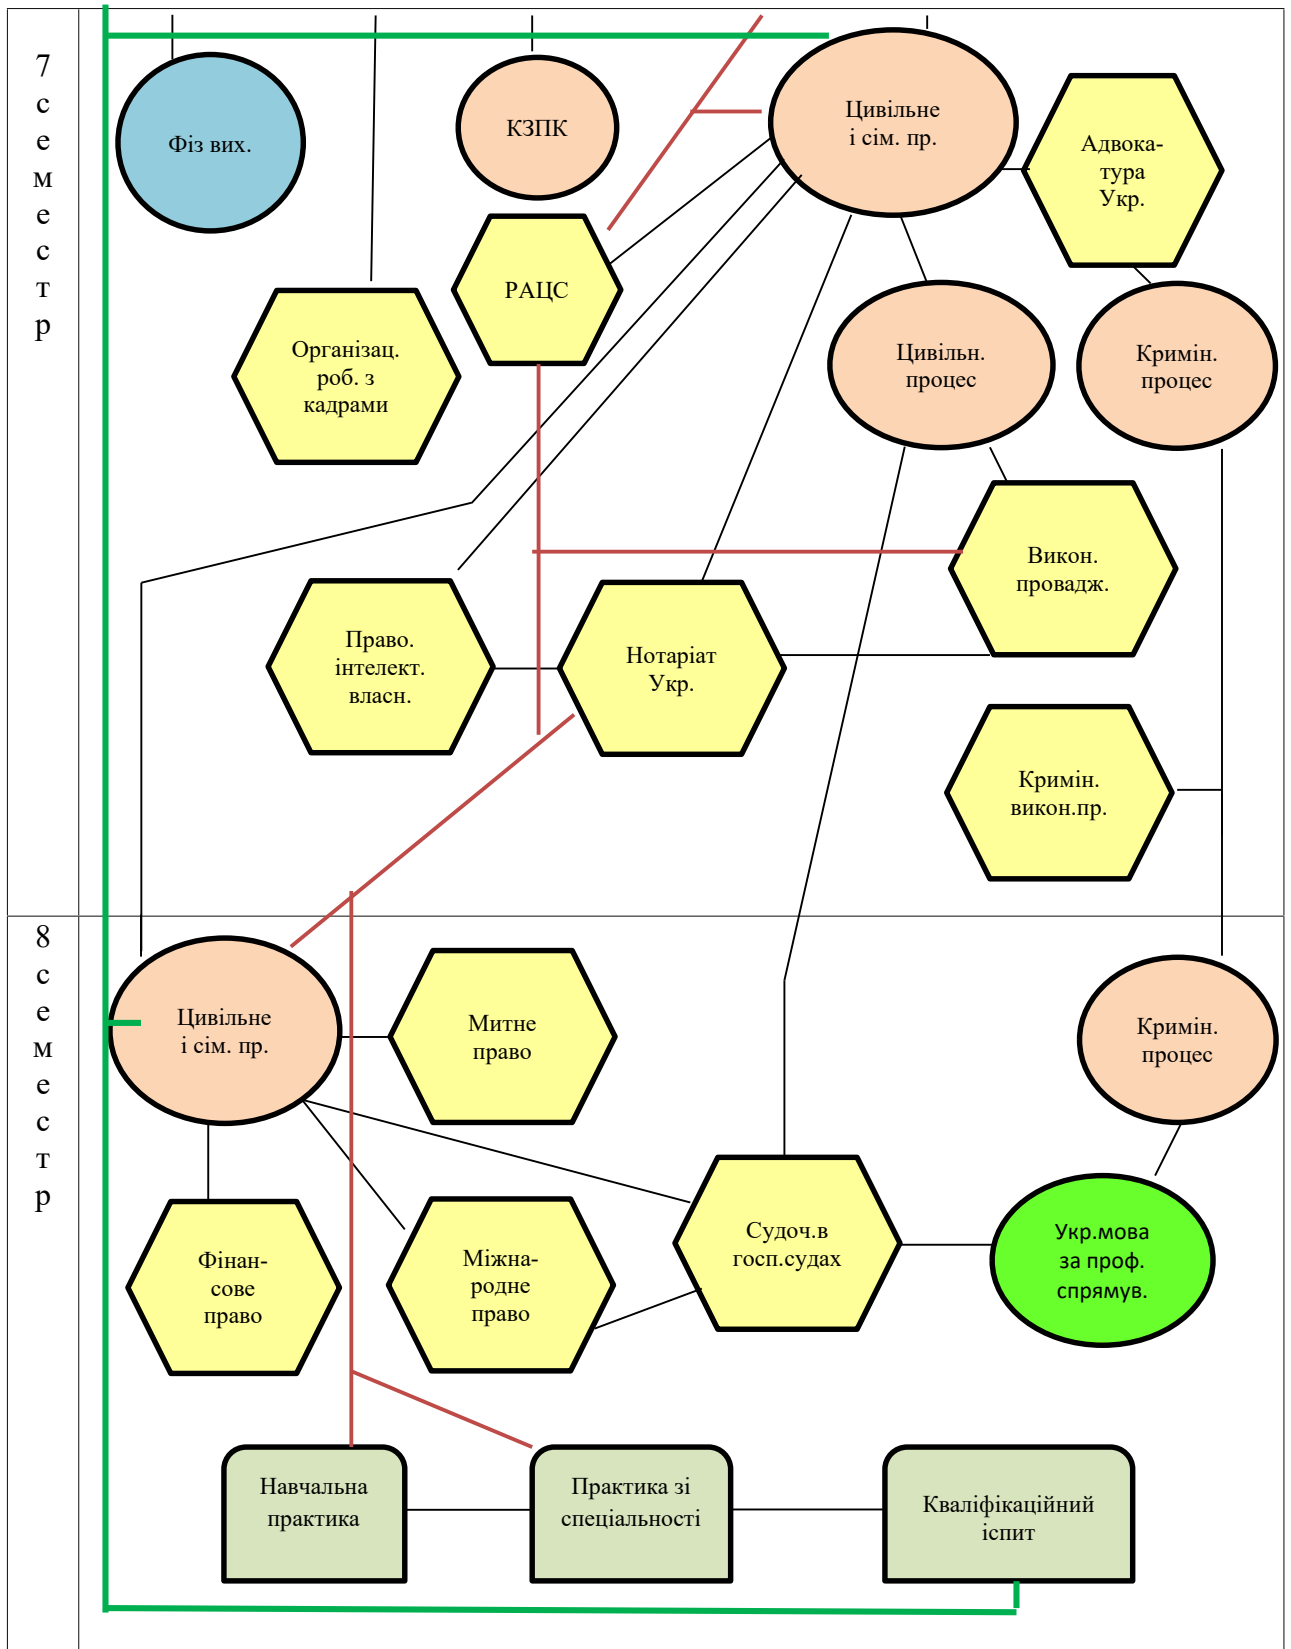 7
с
е
м
е
с
т
р
Фіз вих.
КЗПК
Цивільне
і сім. пр.
Адвока-
тура
Укр.
РАЦС
Організац.
роб. з
кадрами
Цивільн.
процес
Кримін.
процес
Викон.
провадж.
Право.
інтелект.
власн.
Нотаріат
Укр.
Кримін.
викон.пр.
8
с
е
м
е
с
т
р
Цивільне
і сім. пр.
Митне
право
Кримін.
процес
Фінан-
сове
право
Міжна-
родне
право
Судоч.в
госп.судах
Укр.мова
за проф.
спрямув.
Навчальна
практика
Практика зі
спеціальності
Кваліфікаційний
іспит